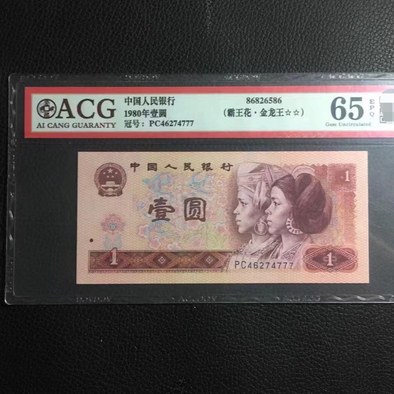 ACG
AI CANG GUARANTY
中国人民银行
1980年壹圆
冠号：PC46274777
86826586
(霸王花·金龙王☆☆)
65
EPQ
Gem Uncirculated
中国人民银行
壹圆
1
1
1
PC46274777